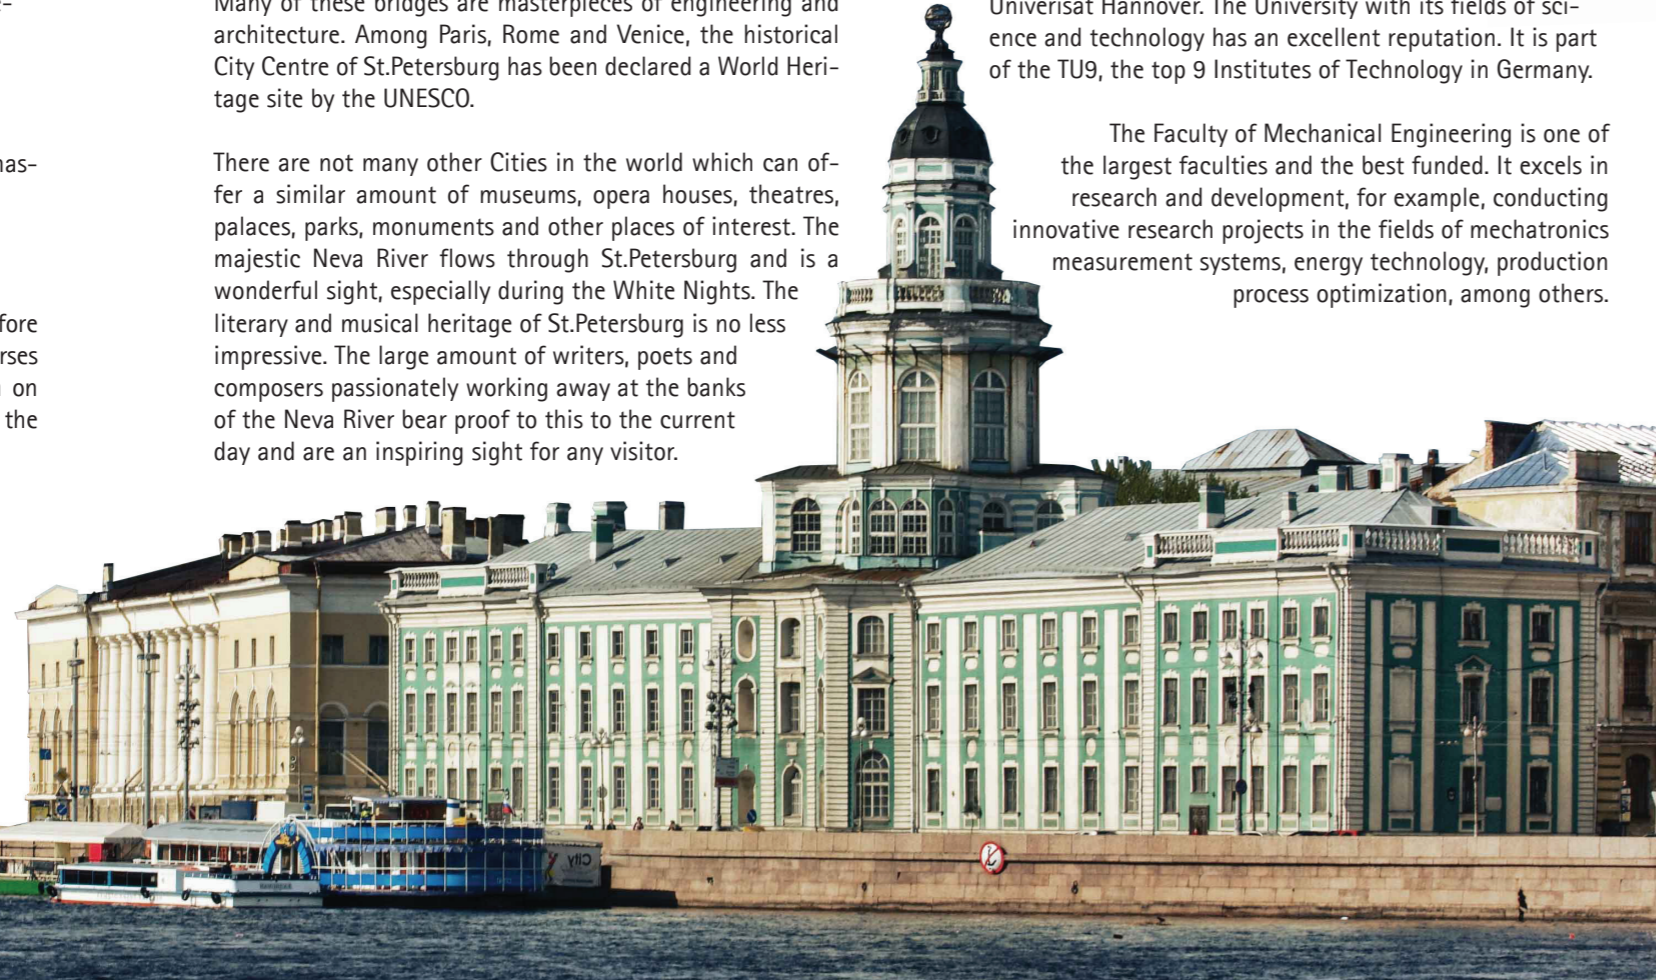 e-
mas-
fore
rses
on
the
Many of these bridges are masterpieces of engineering and
architecture. Among Paris, Rome and Venice, the historical
City Centre of St.Petersburg has been declared a World Heri-
tage site by the UNESCO.
There are not many other Cities in the world which can of-
fer a similar amount of museums, opera houses, theatres,
palaces, parks, monuments and other places of interest. The
majestic Neva River flows through St.Petersburg and is a
wonderful sight, especially during the White Nights. The
literary and musical heritage of St.Petersburg is no less
impressive. The large amount of writers, poets and
composers passionately working away at the banks
of the Neva River bear proof to this to the current
day and are an inspiring sight for any visitor.
Univerisat Hannover. The University with its fields of sci-
ence and technology has an excellent reputation. It is part
of the TU9, the top 9 Institutes of Technology in Germany.
The Faculty of Mechanical Engineering is one of
the largest faculties and the best funded. It excels in
research and development, for example, conducting
innovative research projects in the fields of mechatronics
measurement systems, energy technology, production
process optimization, among others.
City